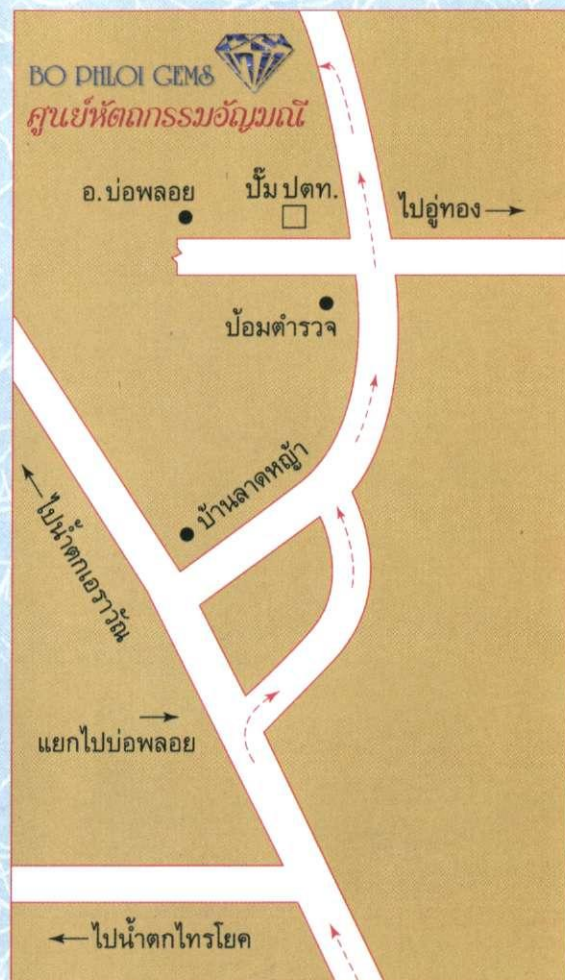 BO PHLOI GEMS
ศูนย์หัตถกรรมอัญมณี
อ.บ่อพลอย
ปั๊ม ปตท.
ไปอู่ทอง
ป้อมตำรวจ
บ้านลาดหญ้า
ไปน้ำตกเอราวัณ
แยกไปบ่อพลอย
ไปน้ำตกไทรโยค